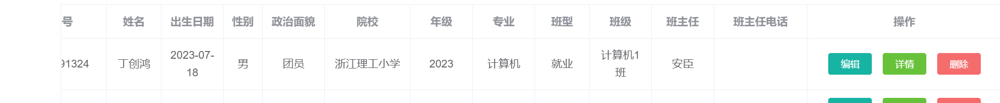 号 姓名 出生日期 性别 政治面貌 院校 年级 专业 班型 班级 班主任 班主任电话 操作
91324 丁创鸿 2023-07-18 男 团员 浙江理工小学 2023 计算机 就业 计算机1班 安臣 编辑 详情 删除